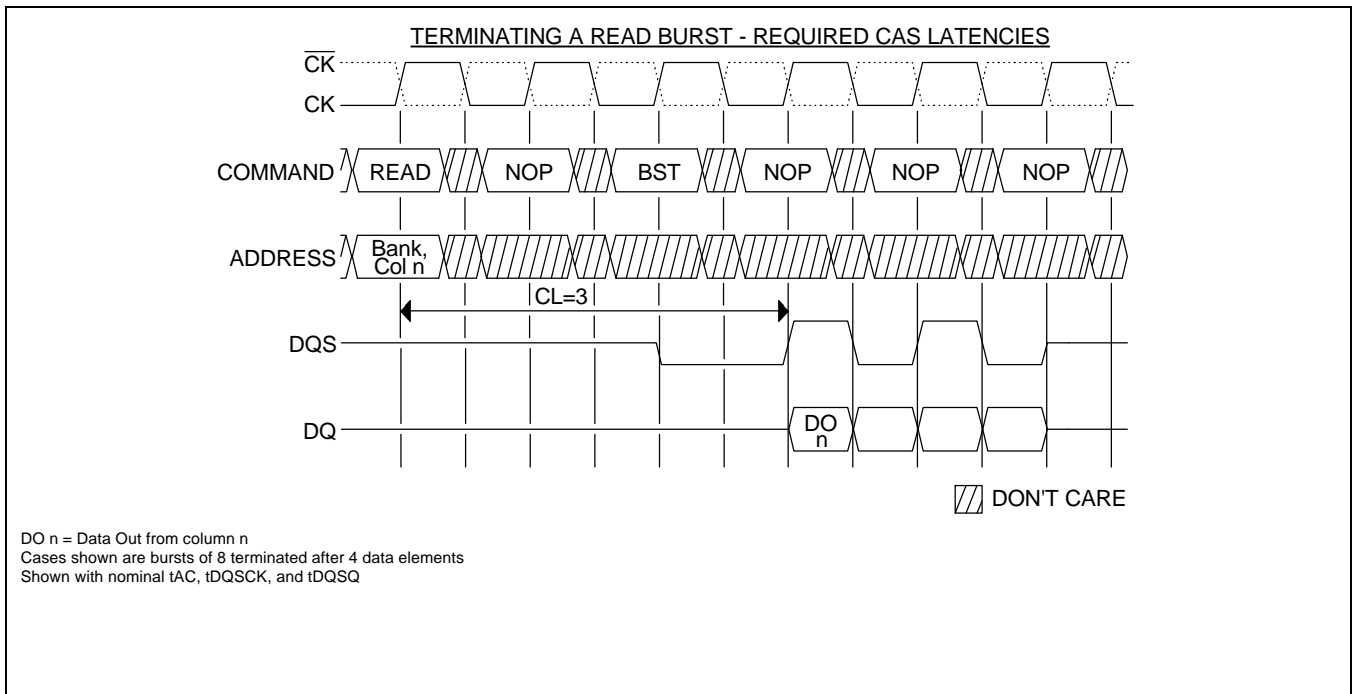 TERMINATING A READ BURST - REQUIRED CAS LATENCIES
CK
CK
COMMAND READ NOP BST NOP NOP NOP
ADDRESS Bank,
Col n
CL=3
DQS
DQ DO
n
DON'T CARE
DO n = Data Out from column n
Cases shown are bursts of 8 terminated after 4 data elements
Shown with nominal tAC, tDQSCK, and tDQSQ